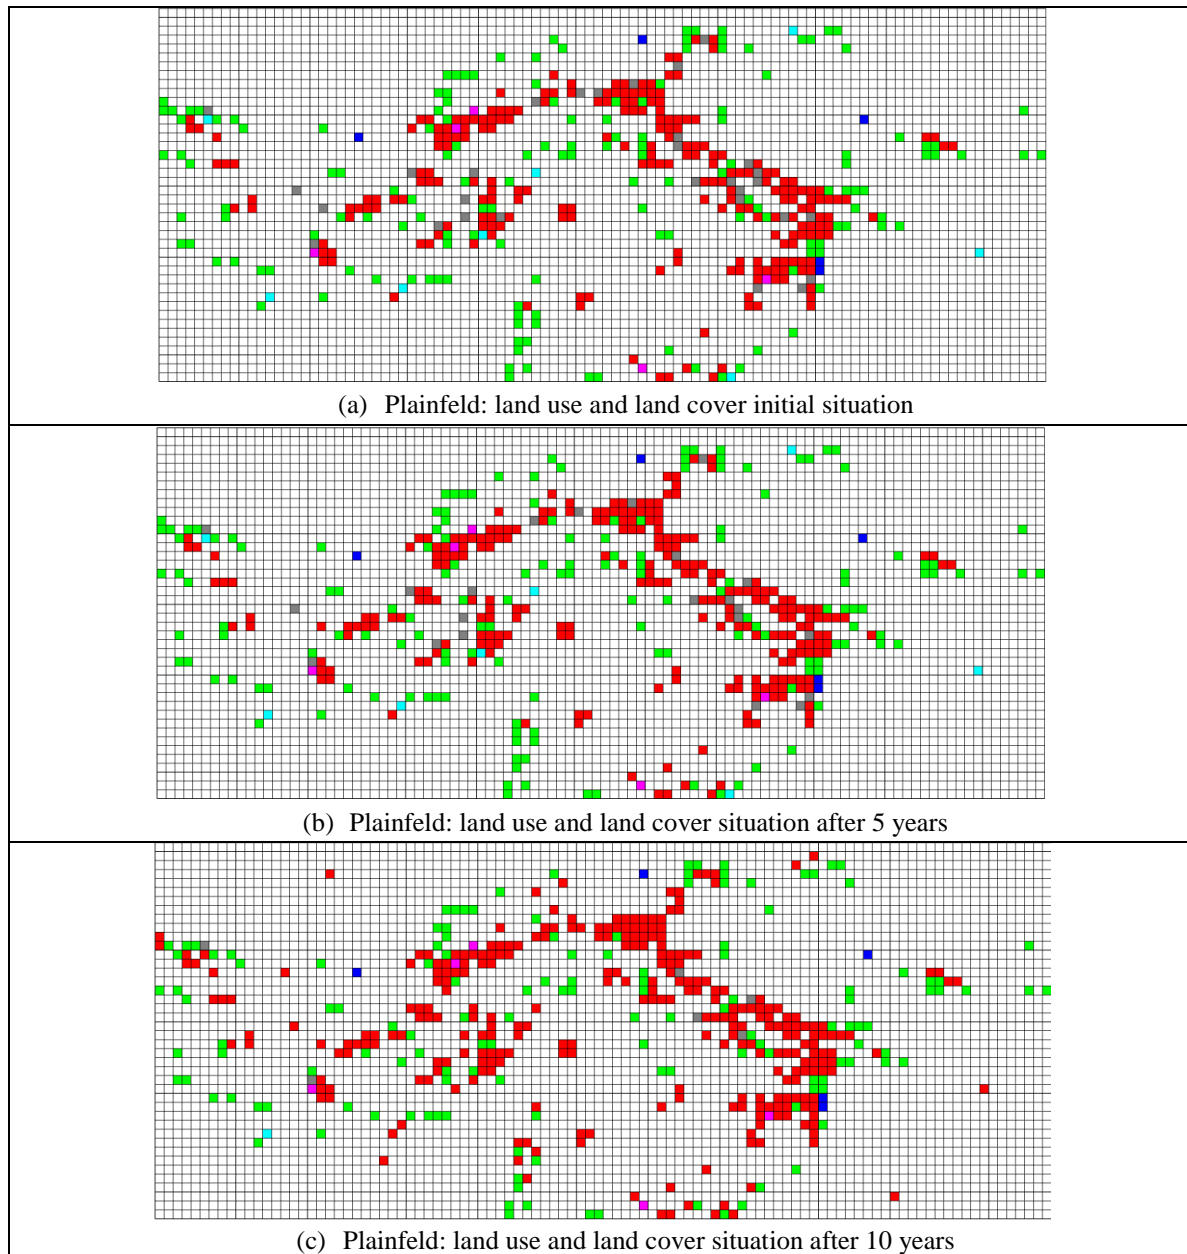 (a) Plainfeld: land use and land cover initial situation
(b) Plainfeld: land use and land cover situation after 5 years
(c) Plainfeld: land use and land cover situation after 10 years